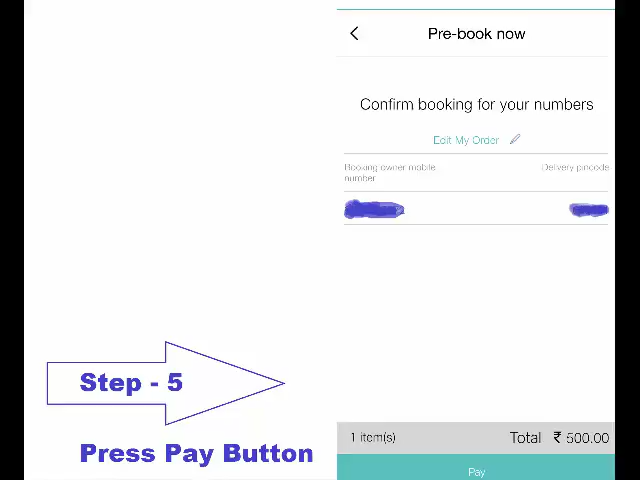 Pre-book now
Confirm booking for your numbers
Edit My Order
Booking owner mobile
number
Delivery pincode
Step - 5
Press Pay Button
1 item(s)
Total ₹ 500.00
Pay